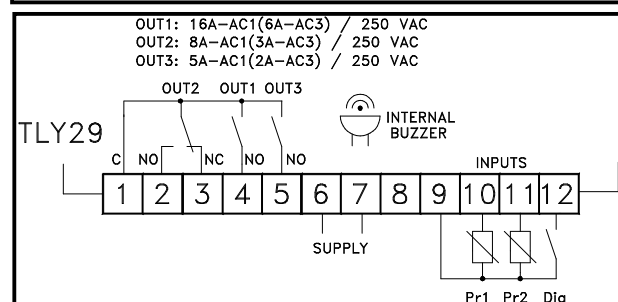 OUT1: 16A-AC1(6A-AC3) / 250 VAC
OUT2: 8A-AC1(3A-AC3) / 250 VAC
OUT3: 5A-AC1(2A-AC3) / 250 VAC
OUT2 OUT1 OUT3
INTERNAL
BUZZER
TLY29
C NO NC NO NO INPUTS
1 2 3 4 5 6 7 8 9 10 11 12
SUPPLY
Pr1 Pr2 Dig